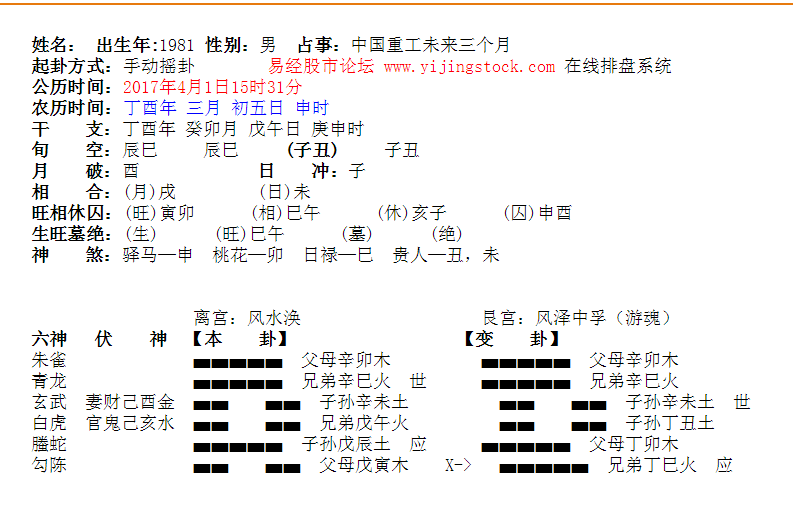 姓名： 出生年:1981 性别：男 占事：中国重工未来三个月
起卦方式：手动摇卦 易经股市论坛 www.yijingstock.com 在线排盘系统
公历时间：2017年4月1日15时31分
农历时间：丁酉年 三月 初五日 申时
干 支：丁酉年 癸卯月 戊午日 庚申时
旬 空：辰巳 辰巳 (子丑) 子丑
月 破：酉 日 冲：子
相 合：(月)戌 (日)未
旺相休囚：(旺)寅卯 (相)巳午 (休)亥子 (囚)申酉
生旺墓绝：(生) (旺)巳午 (墓) (绝)
神 煞：驿马—申 桃花—卯 日禄—巳 贵人—丑，未
离宫：风水涣 艮宫：风泽中孚（游魂）
六神 伏 神 【本 卦】 【变 卦】
朱雀 父母辛卯木 父母辛卯木
青龙 兄弟辛巳火 世 兄弟辛巳火
玄武 妻财己酉金 子孙辛未土 子孙辛未土 世
白虎 官鬼己亥水 兄弟戊午火 子孙丁丑土
螣蛇 子孙戊辰土 应 父母丁卯木
勾陈 父母戊寅木 X-> 兄弟丁巳火 应